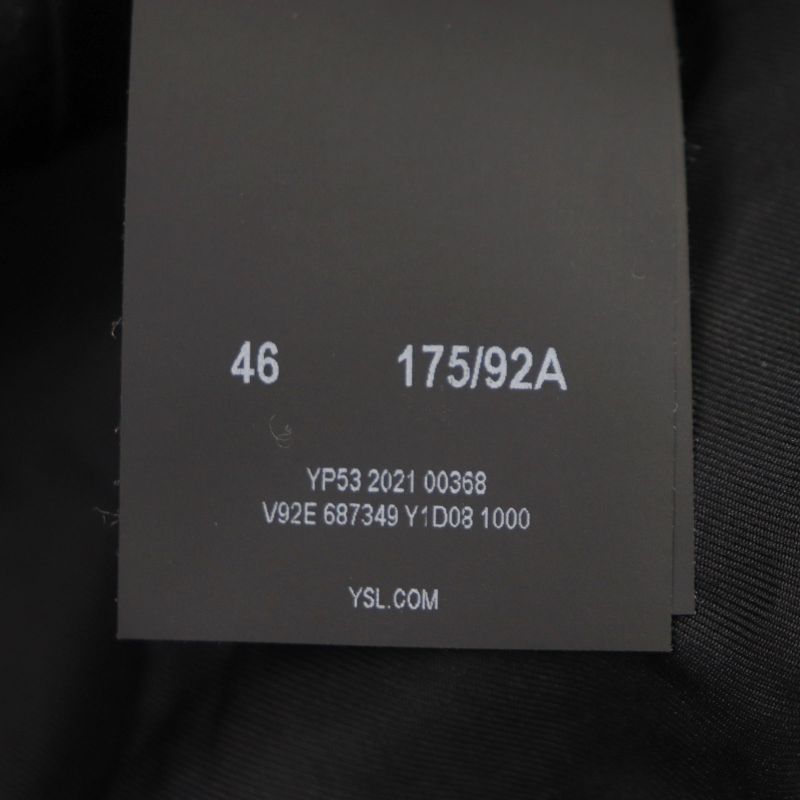 46 175/92A
YP53 2021 00368
V92E 687349 Y1D08 1000
YSL.COM